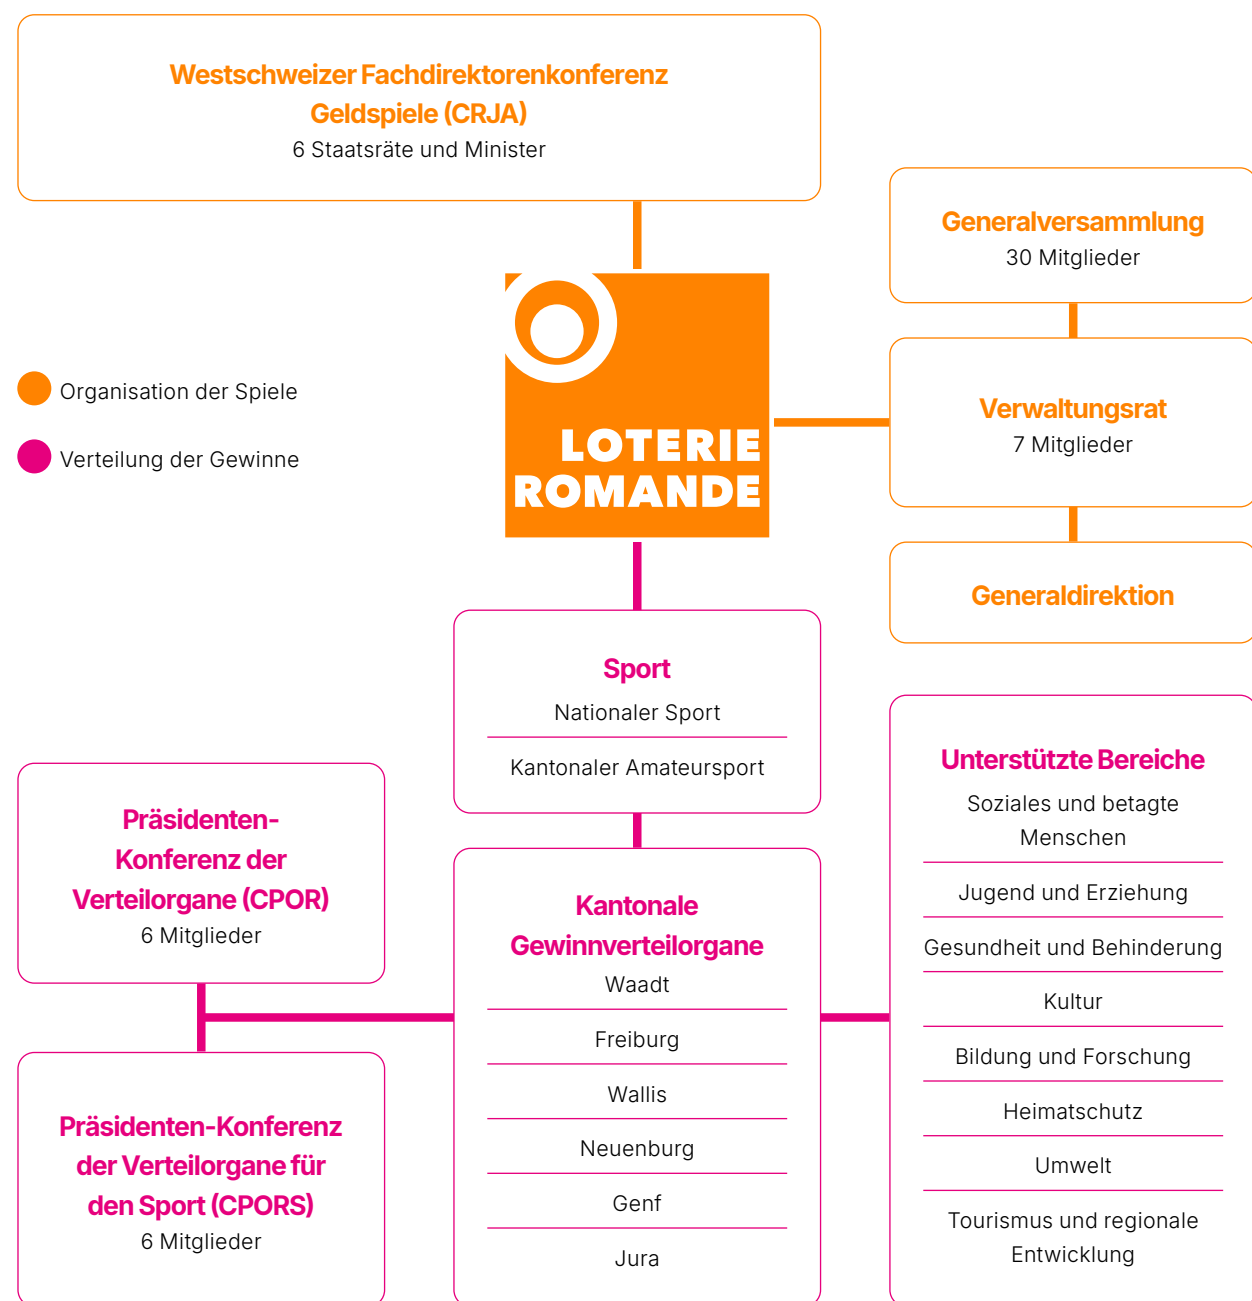 Westschweizer Fachdirektorenkonferenz
Geldspiele (CRJA)
6 Staatsräte und Minister
Generalversammlung
30 Mitglieder
Organisation der Spiele
Verteilung der Gewinne
LOTERIE
ROMANDE
Verwaltungsrat
7 Mitglieder
Generaldirektion
Sport
Nationaler Sport
Kantonaler Amateursport
Präsidenten-
Konferenz der
Verteilorgane (CPOR)
6 Mitglieder
Präsidenten-Konferenz
der Verteilorgane für
den Sport (CPORS)
6 Mitglieder
Kantonale
Gewinnverteilorgane
Waadt
Freiburg
Wallis
Neuenburg
Genf
Jura
Unterstützte Bereiche
Soziales und betagte
Menschen
Jugend und Erziehung
Gesundheit und Behinderung
Kultur
Bildung und Forschung
Heimatschutz
Umwelt
Tourismus und regionale
Entwicklung